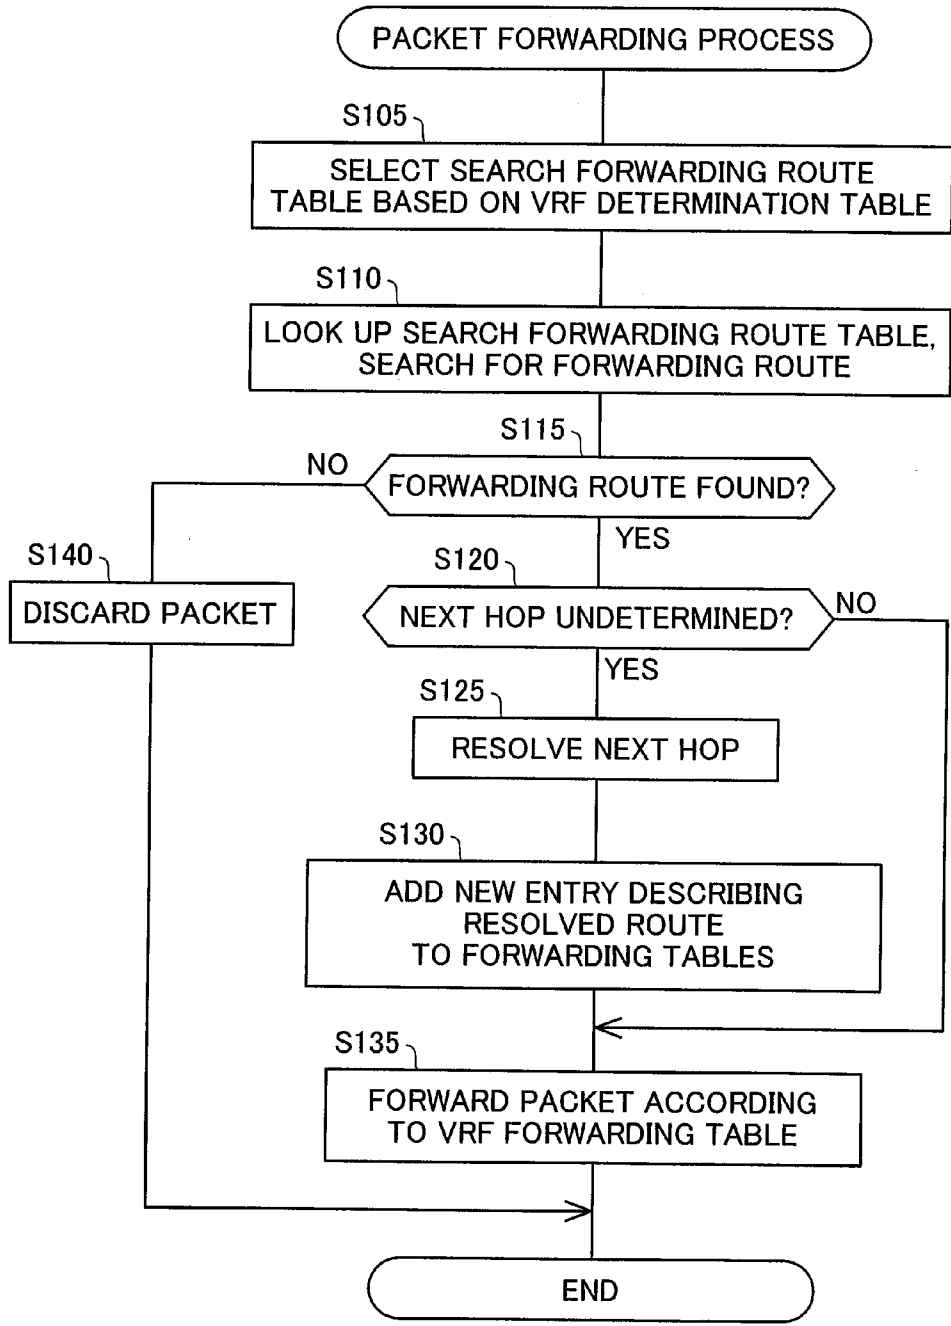 PACKET FORWARDING PROCESS
S105
SELECT SEARCH FORWARDING ROUTE
TABLE BASED ON VRF DETERMINATION TABLE
S110
LOOK UP SEARCH FORWARDING ROUTE TABLE,
SEARCH FOR FORWARDING ROUTE
S115
NO
FORWARDING ROUTE FOUND?
YES
S140
DISCARD PACKET
S120
NEXT HOP UNDETERMINED?
NO
YES
S125
RESOLVE NEXT HOP
S130
ADD NEW ENTRY DESCRIBING
RESOLVED ROUTE
TO FORWARDING TABLES
S135
FORWARD PACKET ACCORDING
TO VRF FORWARDING TABLE
END